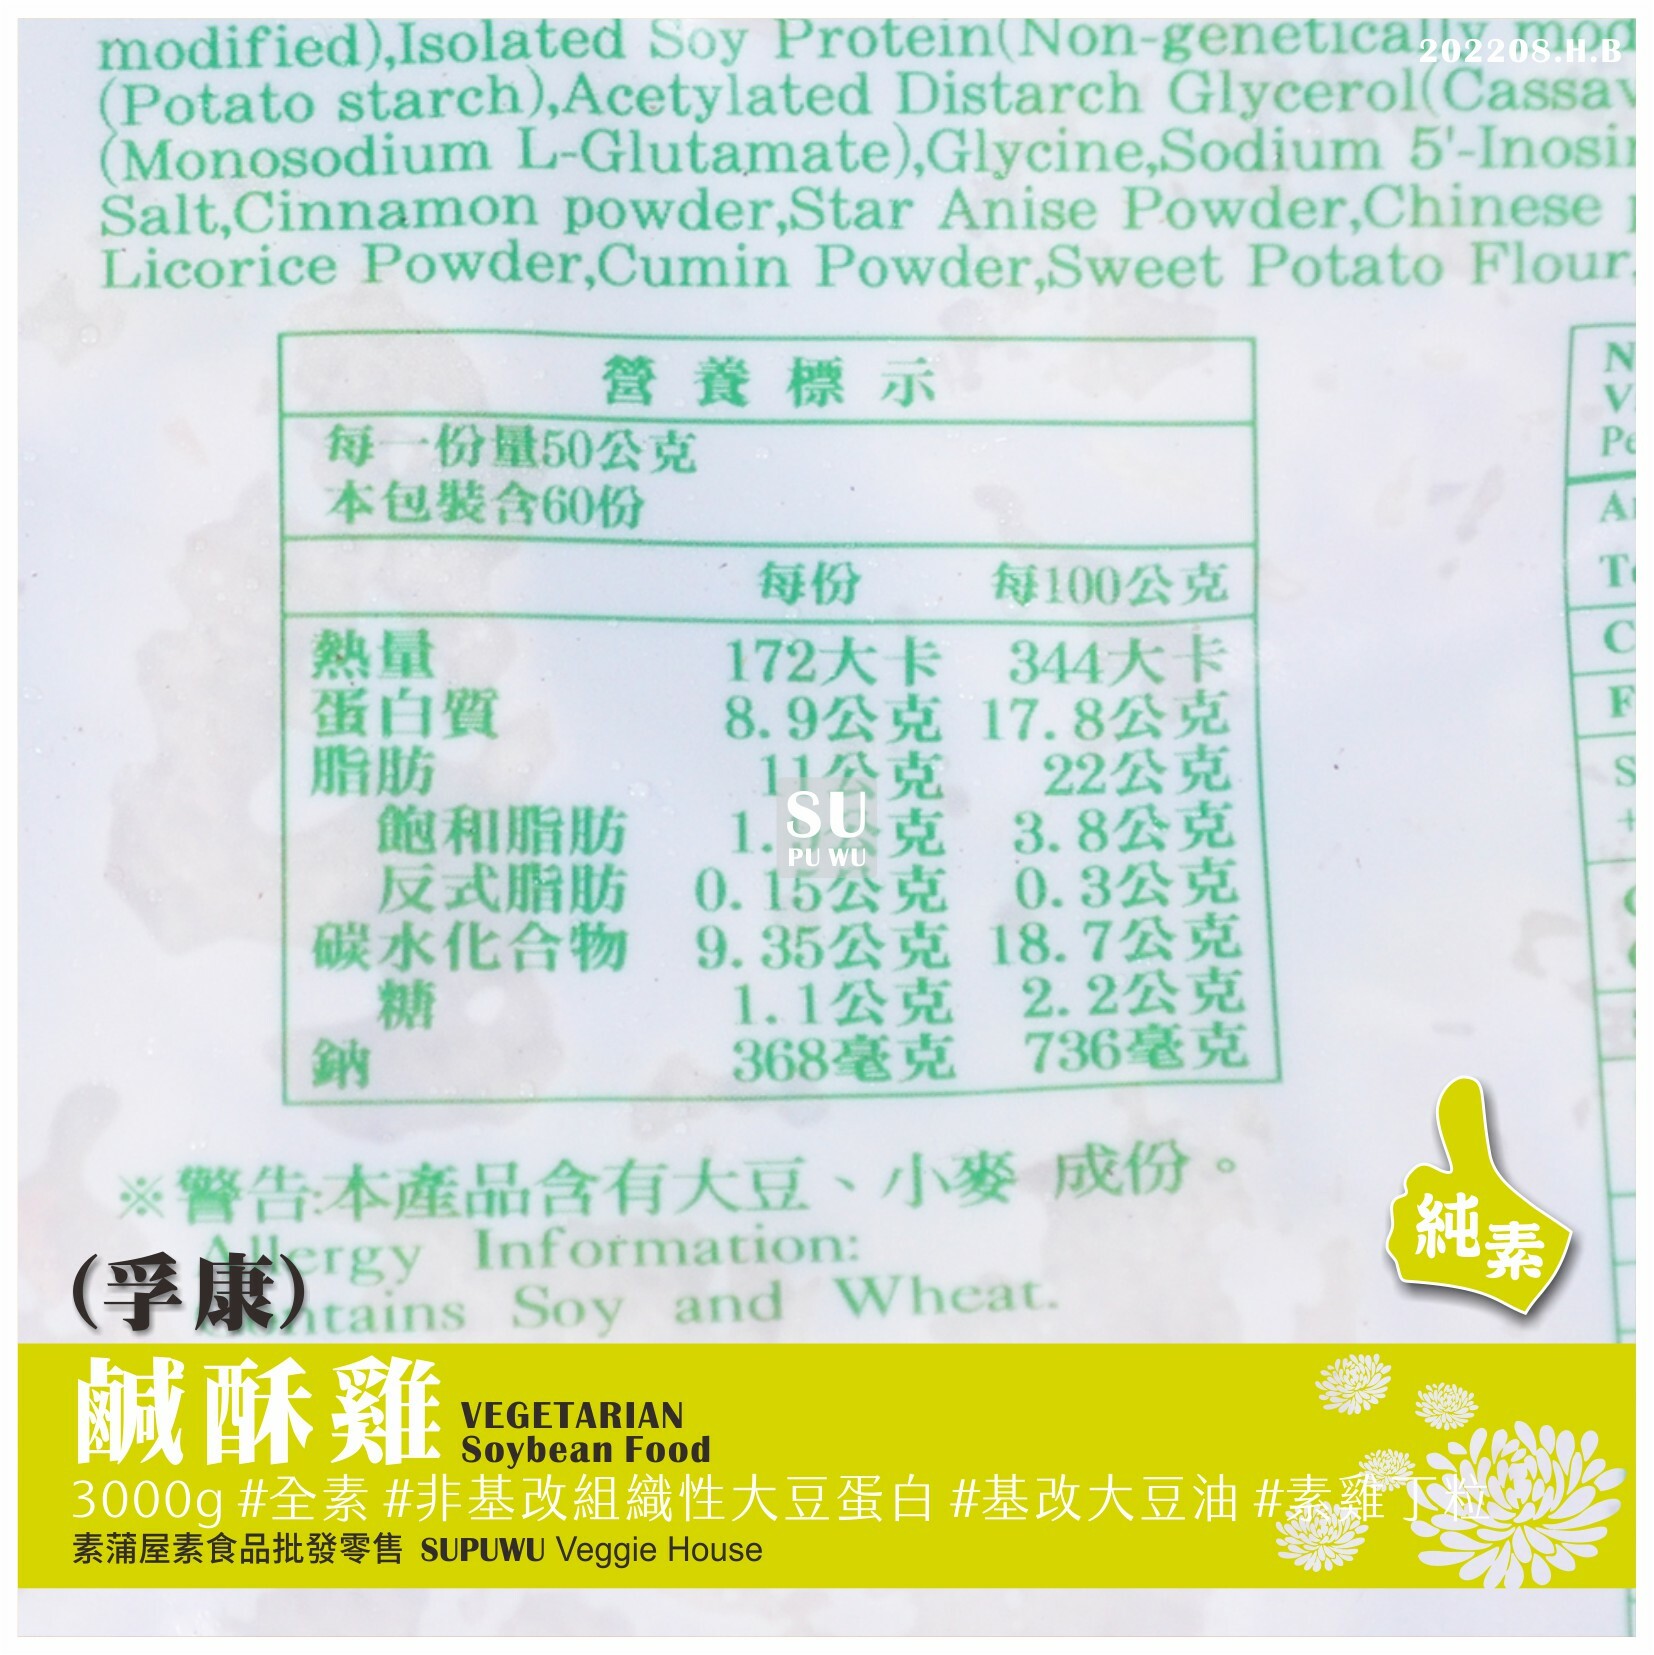 202208.H.B
modified),Isolated Soy Protein(Non-genetically mod
(Potato starch),Acetylated Distarch Glycerol(Cassav
(Monosodium L-Glutamate),Glycine,Sodium 5'-Inosin
Salt,Cinnamon powder,Star Anise Powder,Chinese
Licorice Powder,Cumin Powder,Sweet Potato Flour,
營養標示
每一份量50公克
本包裝含60份
每份 每100公克
熱量 172大卡 344大卡
蛋白質 8.9公克 17.8公克
脂肪 11公克 22公克
飽和脂肪 公克 3.8公克
反式脂肪 0.15公克 0.3公克
碳水化合物 9.35公克 18.7公克
糖 1.1公克 2.2公克
鈉 368毫克 736毫克
SU
PU WU
※警告:本產品含有大豆、小麥 成份。
Allergy Information:
Contains Soy and Wheat.
純素
(孚康)
鹹酥雞 VEGETARIAN
Soybean Food
3000g #全素 #非基改組織性大豆蛋白 #基改大豆油 #素雞丁粒
素蒲屋素食品批發零售 SUPUWU Veggie House